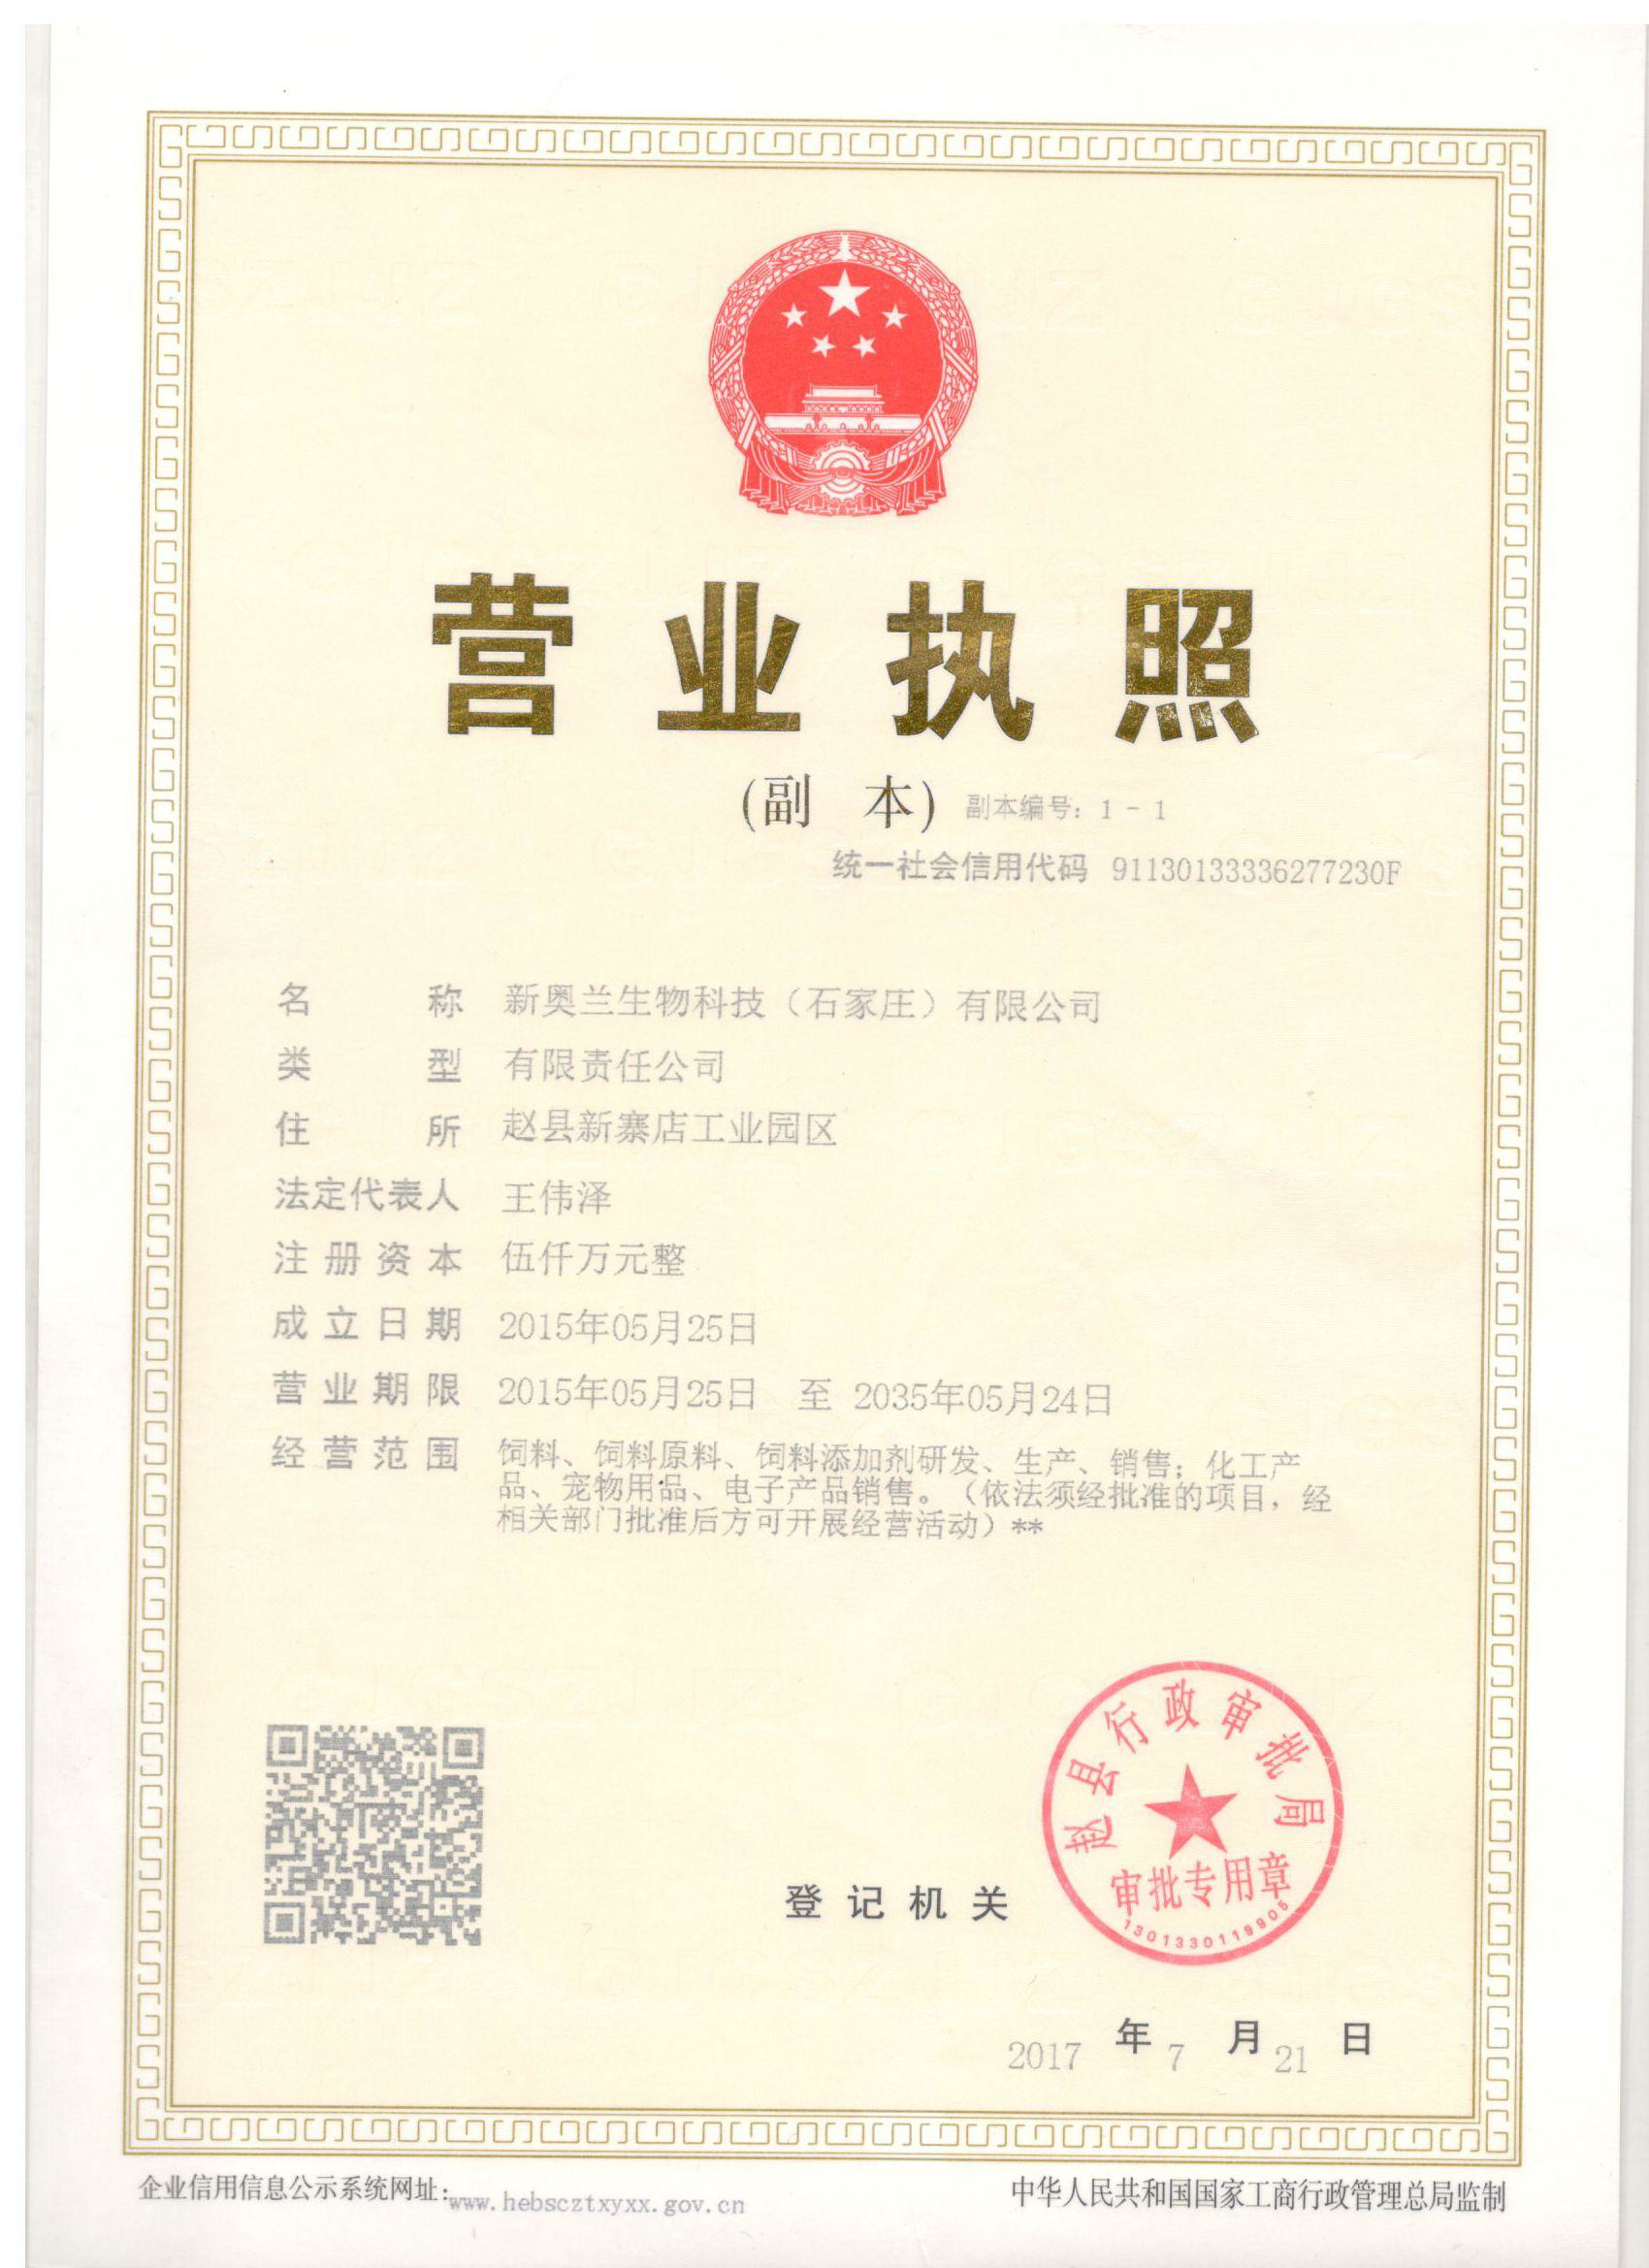 营业执照
(副 本) 副本编号: 1-1
统一社会信用代码 91130133336277230F
名 称 新奥兰生物科技（石家庄）有限公司
类 型 有限责任公司
住 所 赵县新寨店工业园区
法定代表人 王伟泽
注册资本 伍仟万元整
成立日期 2015年05月25日
营业期限 2015年05月25日 至 2035年05月24日
经营范围 饲料、饲料原料、饲料添加剂研发、生产、销售；化工产
品、宠物用品、电子产品销售。（依法须经批准的项目，经
相关部门批准后方可开展经营活动）**
赵县行政审批局
审批专用章
1301330119905
登记机关
2017 年 7 月 21 日
企业信用信息公示系统网址: www.hebscztxyxx.gov.cn
中华人民共和国国家工商行政管理总局监制